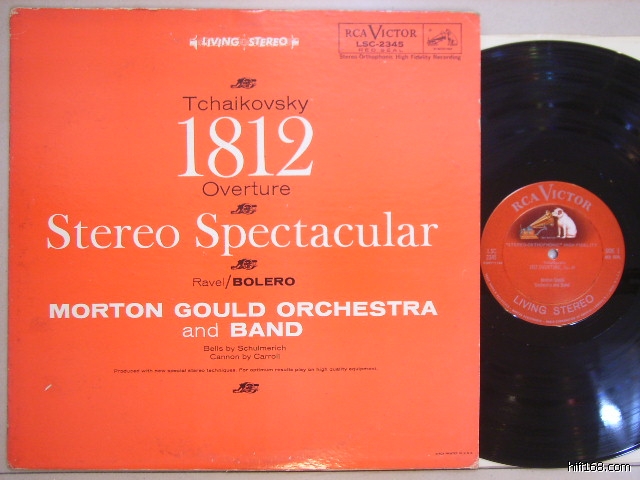 LIVING STEREO
RCA VICTOR
LSC-2345
RED SEAL
Stereo-Orthophonic High Fidelity Recording
Tchaikovsky
1812
Overture
Stereo Spectacular
Ravel/BOLERO
MORTON GOULD ORCHESTRA
and BAND
Bells by Schulmerich
Cannon by Carroll
Produced with new special stereo techniques. For optimum results play on high quality equipment.
RCA VICTOR
LIVING STEREO
hifi168.com